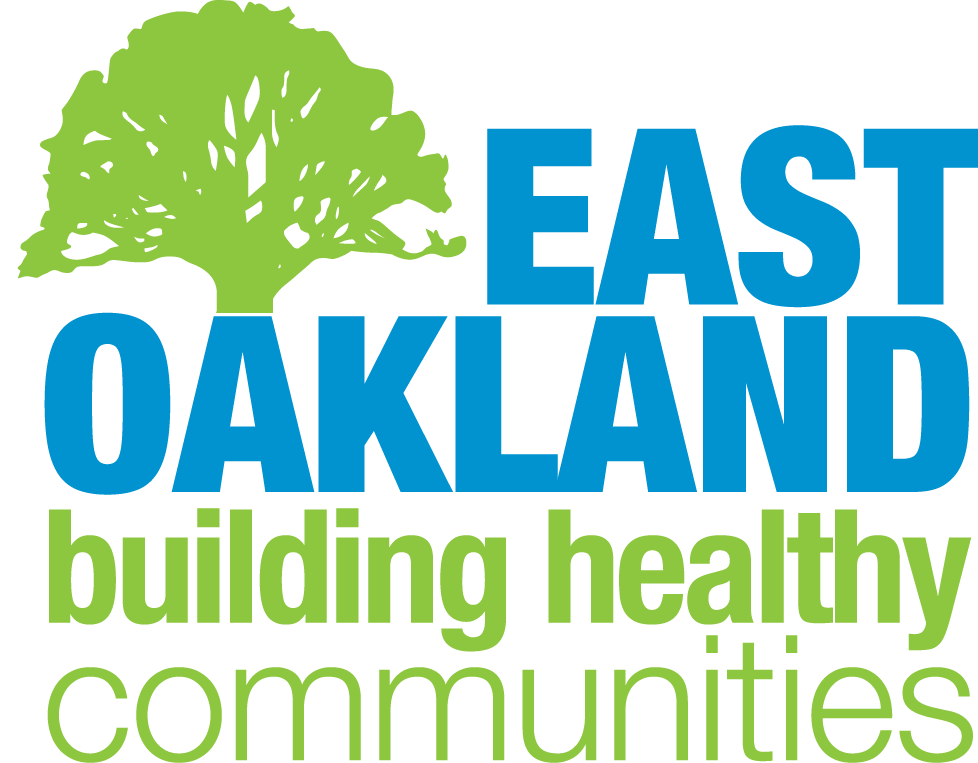 EAST
OAKLAND
building healthy
communities